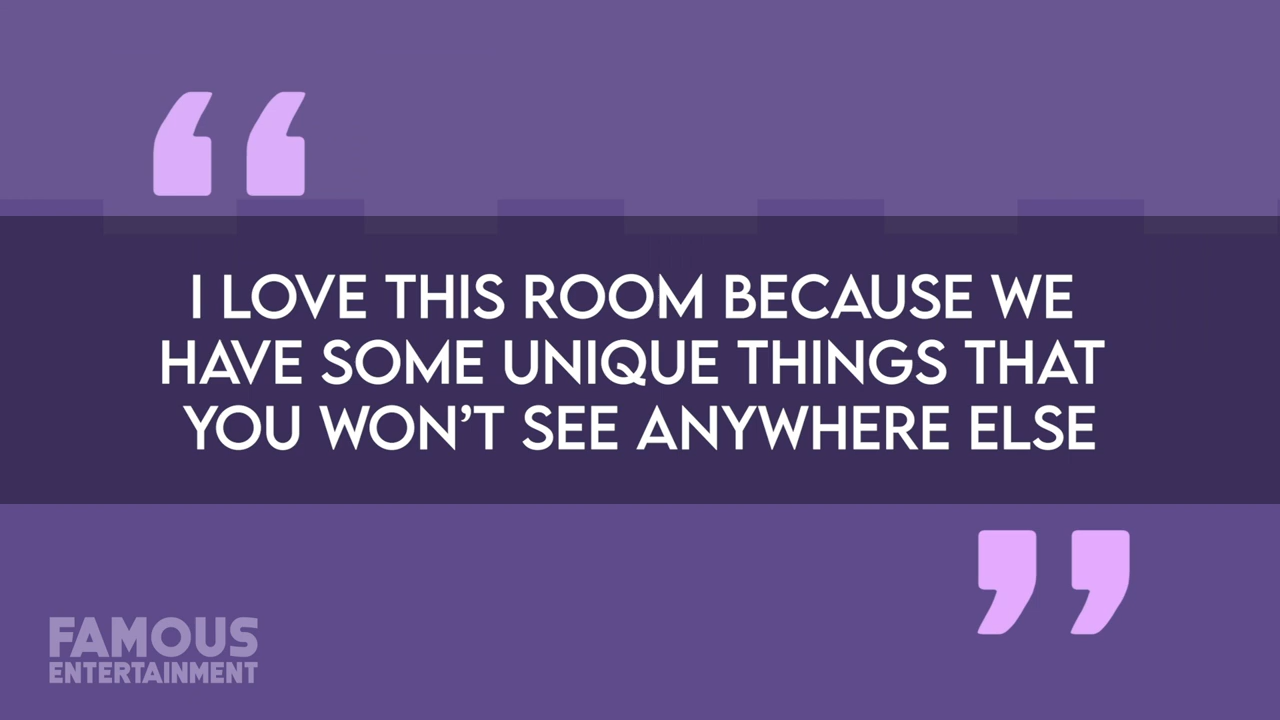 I LOVE THIS ROOM BECAUSE WE
HAVE SOME UNIQUE THINGS THAT
YOU WON’T SEE ANYWHERE ELSE
FAMOUS
ENTERTAINMENT